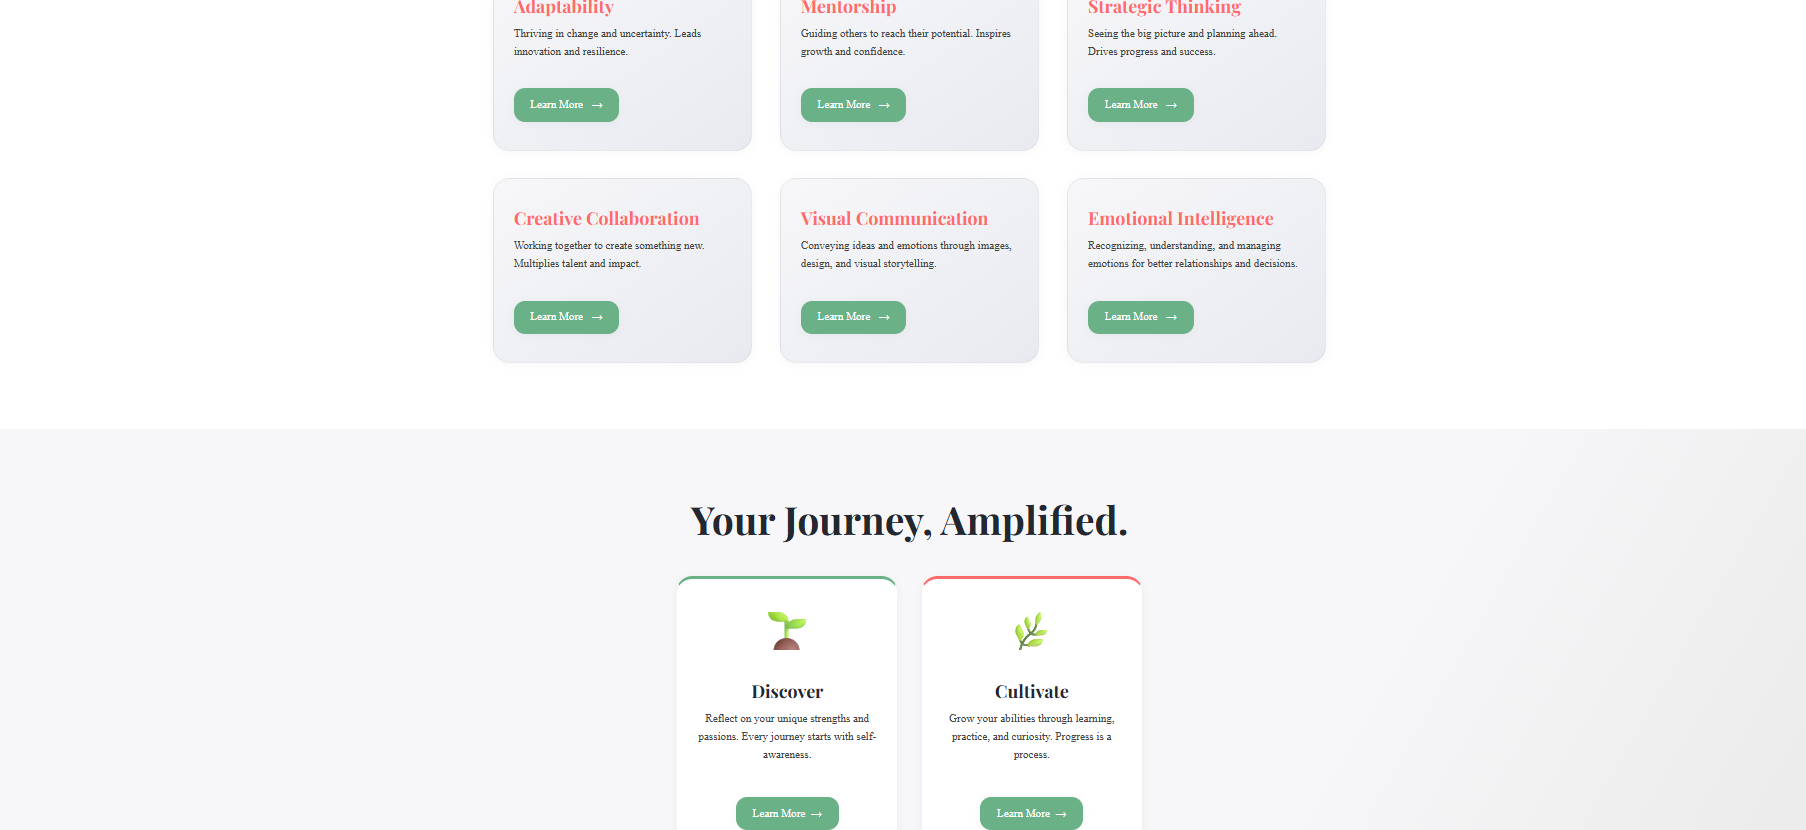 Adaptability
Thriving in change and uncertainty. Leads
innovation and resilience.
Learn More →
Mentorship
Guiding others to reach their potential. Inspires
growth and confidence.
Learn More →
Strategic Thinking
Seeing the big picture and planning ahead.
Drives progress and success.
Learn More →
Creative Collaboration
Working together to create something new.
Multiplies talent and impact.
Learn More →
Visual Communication
Conveying ideas and emotions through images,
design, and visual storytelling.
Learn More →
Emotional Intelligence
Recognizing, understanding, and managing
emotions for better relationships and decisions.
Learn More →
Your Journey, Amplified.
Discover
Reflect on your unique strengths and
passions. Every journey starts with self-
awareness.
Learn More →
Cultivate
Grow your abilities through learning,
practice, and curiosity. Progress is a
process.
Learn More →